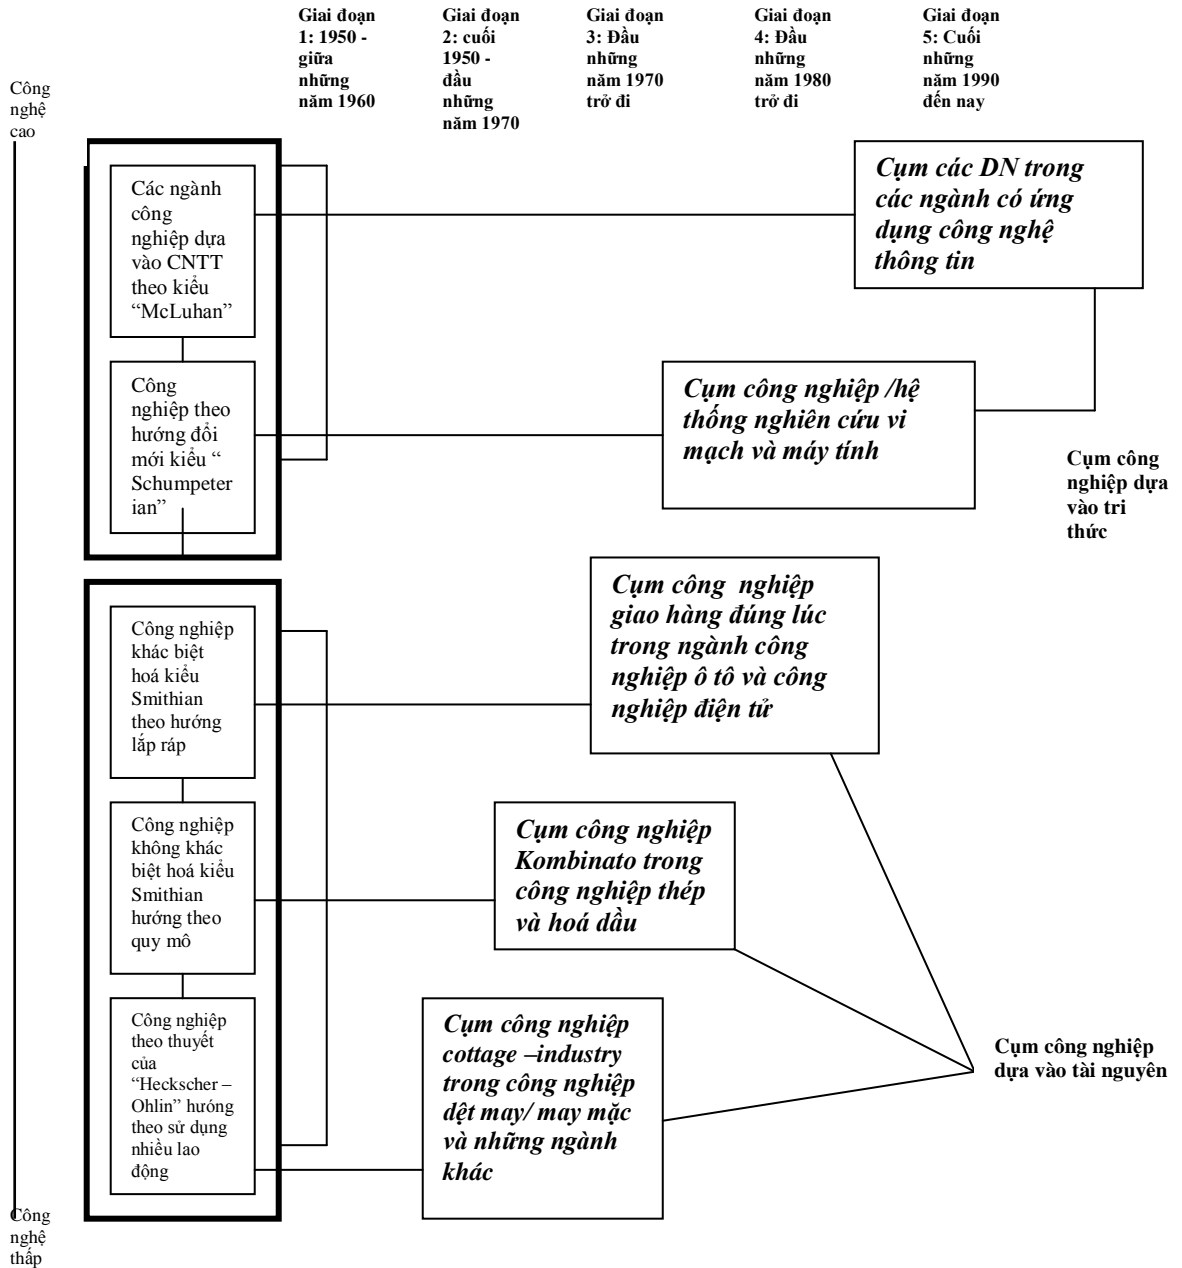 Giai đoạn
1: 1950 -
giữa
những
năm 1960
Giai đoạn
2: cuối
1950 -
đầu
những
năm 1970
Giai đoạn
3: Đầu
những
năm 1970
trở đi
Giai đoạn
4: Đầu
những
năm 1980
trở đi
Giai đoạn
5: Cuối
những
năm 1990
đến nay
Công
nghệ
cao
Các ngành
công
nghiệp dựa
vào CNTT
theo kiểu
“McLuhan”
Cụm các DN trong
các ngành có ứng
dụng công nghệ
thông tin
Công
nghiệp theo
hướng đổi
mới kiểu “
Schumpeter
ian”
Cụm công nghiệp /hệ
thống nghiên cứu vi
mạch và máy tính
Cụm công
nghiệp dựa
vào tri
thức
Công nghiệp
khác biệt
hoá kiểu
Smithian
theo hướng
lắp ráp
Cụm công  nghiệp
giao hàng đúng lúc
trong ngành công
nghiệp ô tô và công
nghiệp điện tử
Công nghiệp
không khác
biệt hoá kiểu
Smithian
hướng theo
quy mô
Cụm công nghiệp
Kombinato trong
công nghiệp thép
và hoá dầu
Công nghiệp
theo thuyết
của
“Heckscher –
Ohlin” hướng
theo sử dụng
nhiều lao
động
Cụm công nghiệp
cottage –industry
trong công nghiệp
dệt may/ may mặc
và những ngành
khác
Cụm công nghiệp
dựa vào tài nguyên
Công
nghệ
thấp